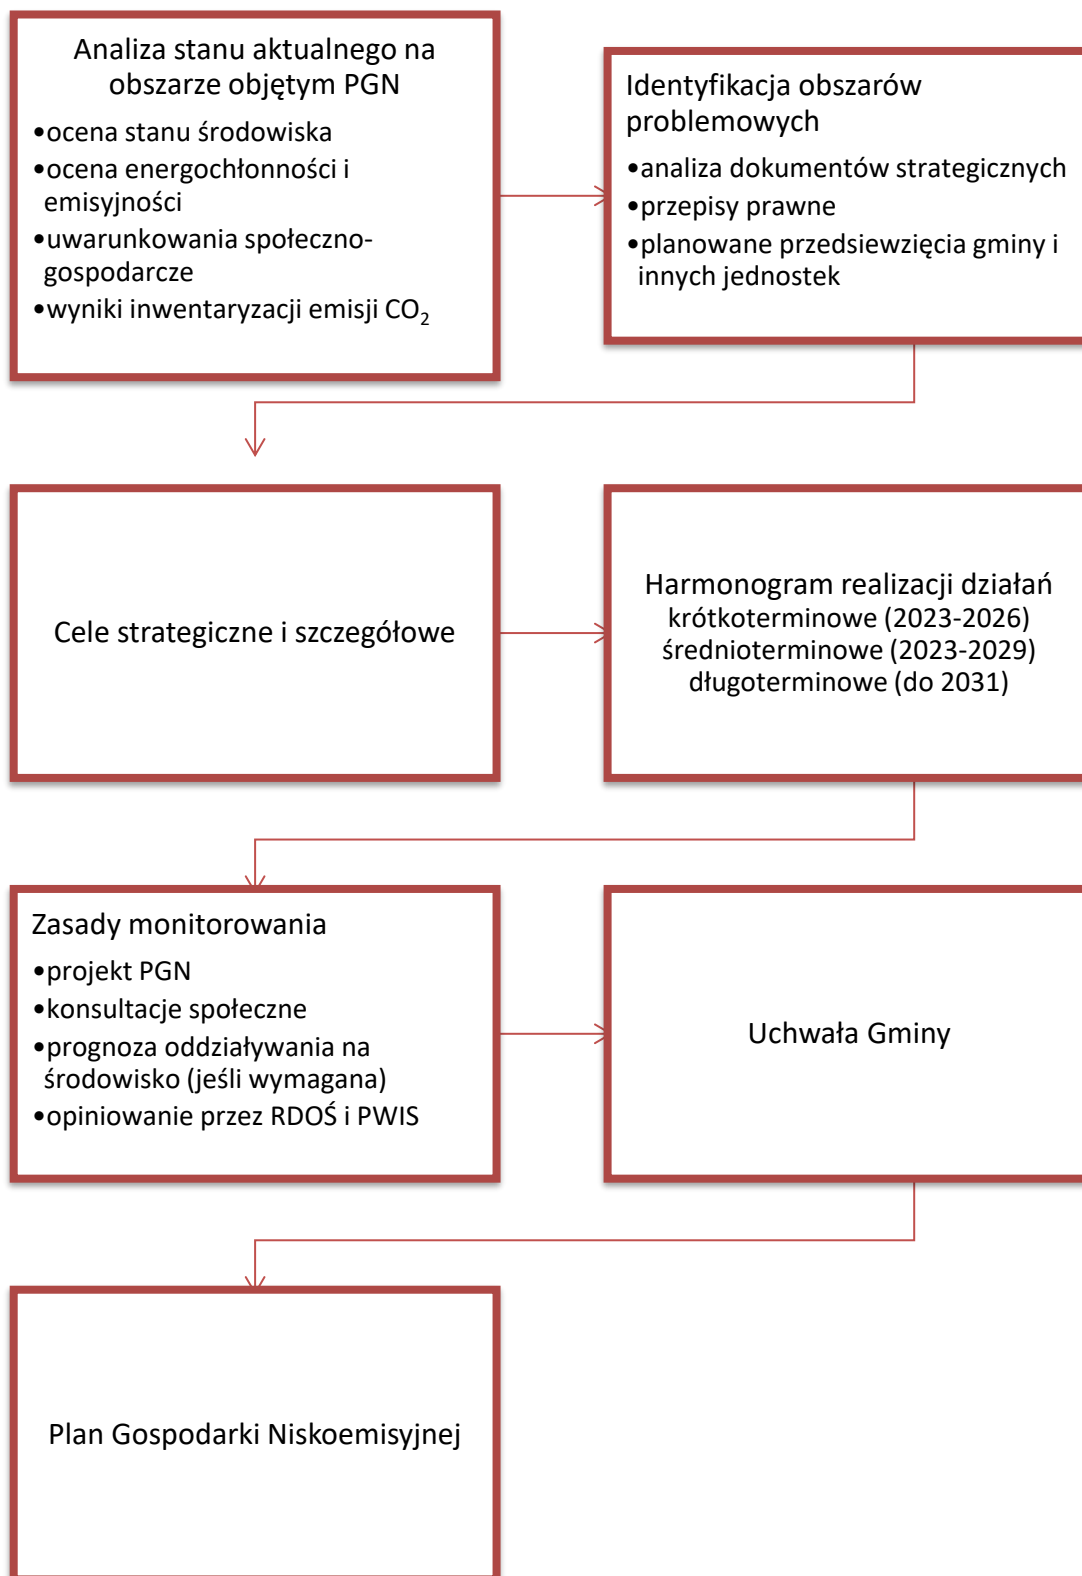 Analiza stanu aktualnego na
obszarze objętym PGN
•ocena stanu środowiska
•ocena energochłonności i
emisyjności
•uwarunkowania społeczno-
gospodarcze
•wyniki inwentaryzacji emisji CO₂
Identyfikacja obszarów
problemowych
•analiza dokumentów strategicznych
•przepisy prawne
•planowane przedsiewzięcia gminy i
innych jednostek
Cele strategiczne i szczegółowe
Harmonogram realizacji działań
krótkoterminowe (2023-2026)
średnioterminowe (2023-2029)
długoterminowe (do 2031)
Zasady monitorowania
•projekt PGN
•konsultacje społeczne
•prognoza oddziaływania na
środowisko (jeśli wymagana)
•opiniowanie przez RDOŚ i PWIS
Uchwała Gminy
Plan Gospodarki Niskoemisyjnej